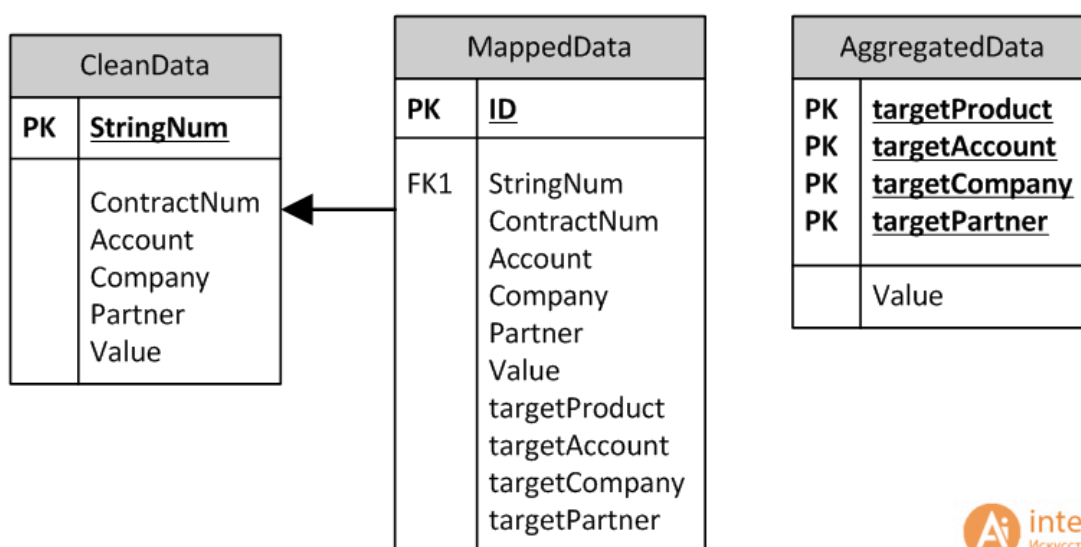 CleanData
PK StringNum
ContractNum
Account
Company
Partner
Value
MappedData
PK ID
FK1 StringNum
ContractNum
Account
Company
Partner
Value
targetProduct
targetAccount
targetCompany
targetPartner
AggregatedData
PK targetProduct
PK targetAccount
PK targetCompany
PK targetPartner
Value
Ai